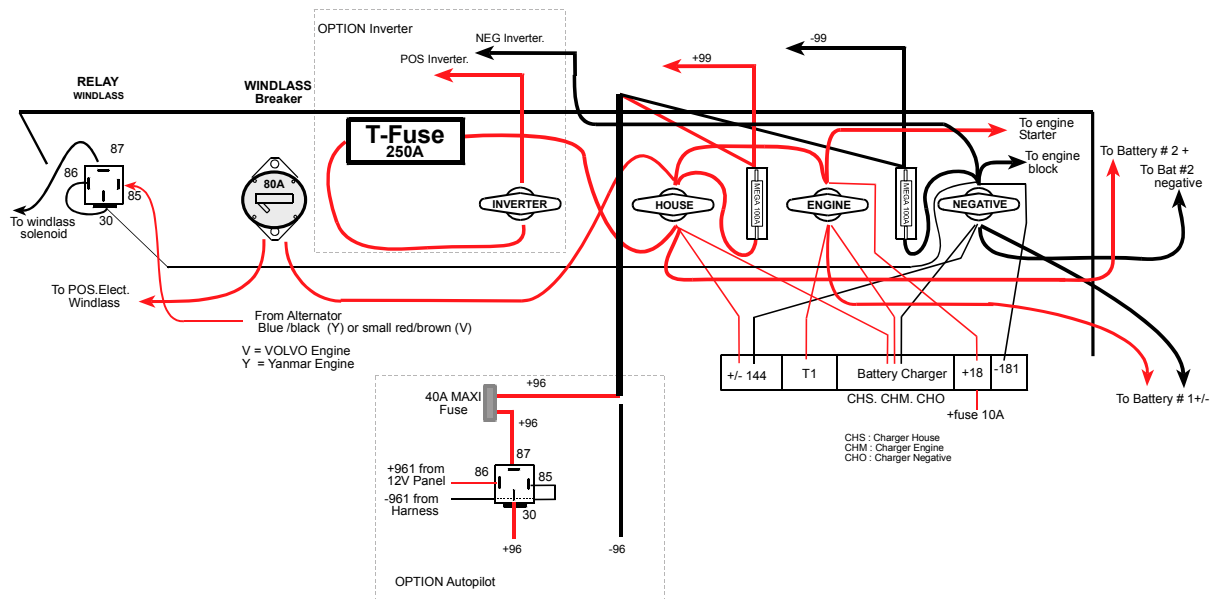 OPTION Inverter
NEG Inverter.
POS Inverter.
-99
+99
RELAY
WINDLASS
WINDLASS
Breaker
T-Fuse
250A
To engine
Starter
To engine
block
To Battery # 2 +
To Bat #2
negative
87
86
85
30
80A
INVERTER
HOUSE
MEGA 100A
ENGINE
MEGA 100A
NEGATIVE
To windlass
solenoid
To POS.Elect.
Windlass
From Alternator
Blue /black (Y) or small red/brown (V)
V = VOLVO Engine
Y = Yanmar Engine
+/- 144
T1
Battery Charger
+18
-181
CHS. CHM. CHO
+fuse 10A
To Battery # 1+/-
CHS : Charger House
CHM : Charger Engine
CHO : Charger Negative
40A MAXI
Fuse
+96
+96
87
86
85
+961 from
12V Panel
-961 from
Harness
30
+96
-96
OPTION Autopilot